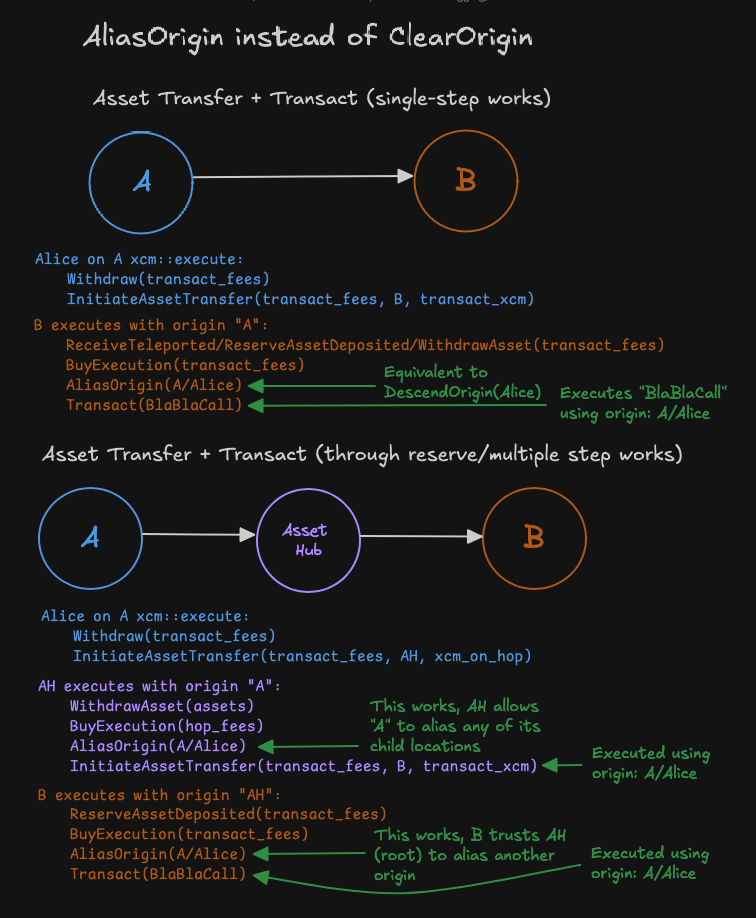 AliasOrigin instead of ClearOrigin
Asset Transfer + Transact (single-step works)
A
B
Alice on A xcm::execute:
Withdraw(transact_fees)
InitiateAssetTransfer(transact_fees, B, transact_xcm)
B executes with origin "A":
ReceiveTeleported/ReserveAssetDeposited/WithdrawAsset(transact_fees)
BuyExecution(transact_fees)
AliasOrigin(A/Alice)
Transact(BlaBlaCall)
Equivalent to
DescendOrigin(Alice)
Executes "BlaBlaCall"
using origin: A/Alice
Asset Transfer + Transact (through reserve/multiple step works)
A
Asset
Hub
B
Alice on A xcm::execute:
Withdraw(transact_fees)
InitiateAssetTransfer(transact_fees, AH, xcm_on_hop)
AH executes with origin "A":
WithdrawAsset(assets)
BuyExecution(hop_fees)
AliasOrigin(A/Alice)
InitiateAssetTransfer(transact_fees, B, transact_xcm)
This works, AH allows
"A" to alias any of its
child locations
Executed using
origin: A/Alice
B executes with origin "AH":
ReserveAssetDeposited(transact_fees)
BuyExecution(transact_fees)
AliasOrigin(A/Alice)
Transact(BlaBlaCall)
This works, B trusts AH
(root) to alias another
origin
Executed using
origin: A/Alice